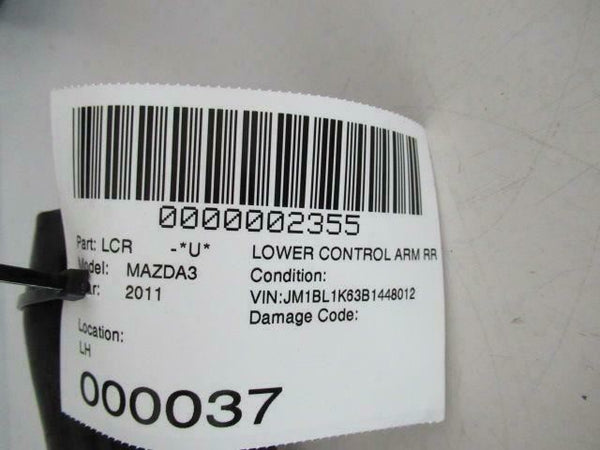 0000002355
Part: LCR -*U* LOWER CONTROL ARM RR
Model: MAZDA3 Condition:
2011 VIN:JM1BL1K63B1448012
Damage Code:
Location:
LH
000037